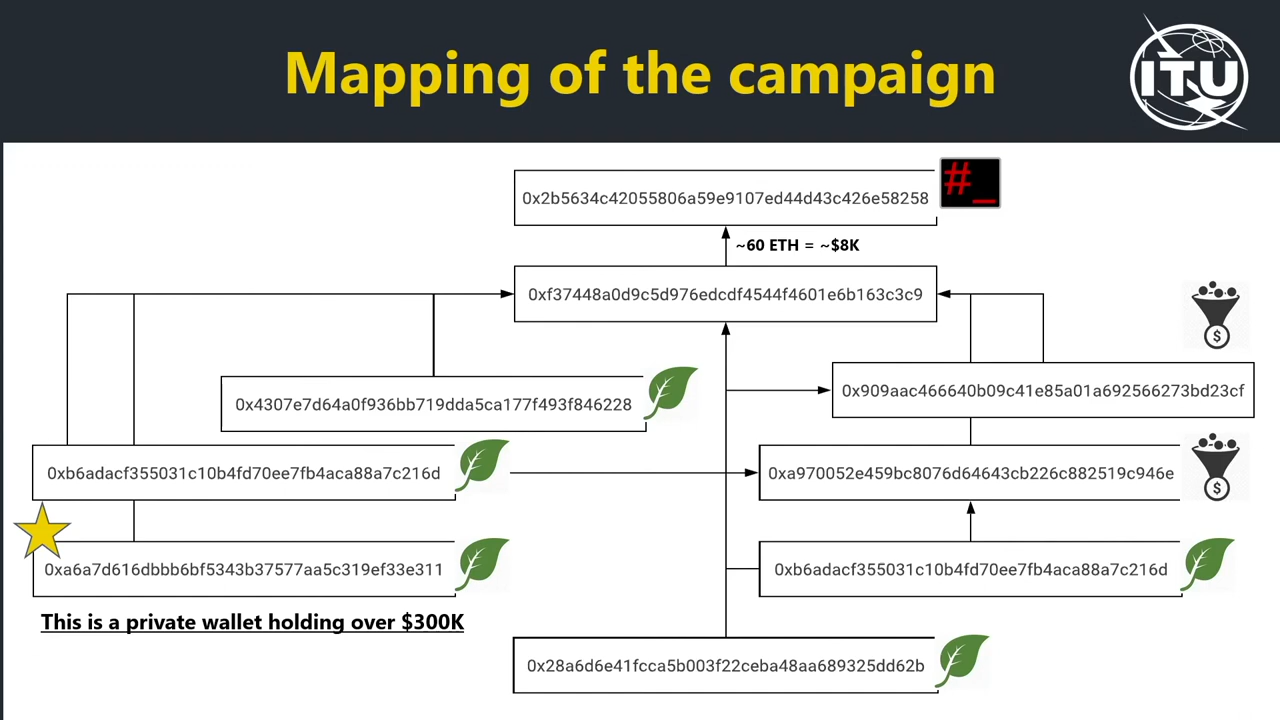 Mapping of the campaign
ITU
0x2b5634c42055806a59e9107ed44d43c426e58258
#_
~60 ETH = ~$8K
0xf37448a0d9c5d976edcdf4544f4601e6b163c3c9
$
0x909aac466640b09c41e85a01a692566273bd23cf
0x4307e7d64a0f936bb719dda5ca177f493f846228
0xb6adacf355031c10b4fd70ee7fb4aca88a7c216d
0xa970052e459bc8076d64643cb226c882519c946e
$
0xa6a7d616dbbb6bf5343b37577aa5c319ef33e311
0xb6adacf355031c10b4fd70ee7fb4aca88a7c216d
This is a private wallet holding over $300K
0x28a6d6e41fcca5b003f22ceba48aa689325dd62b